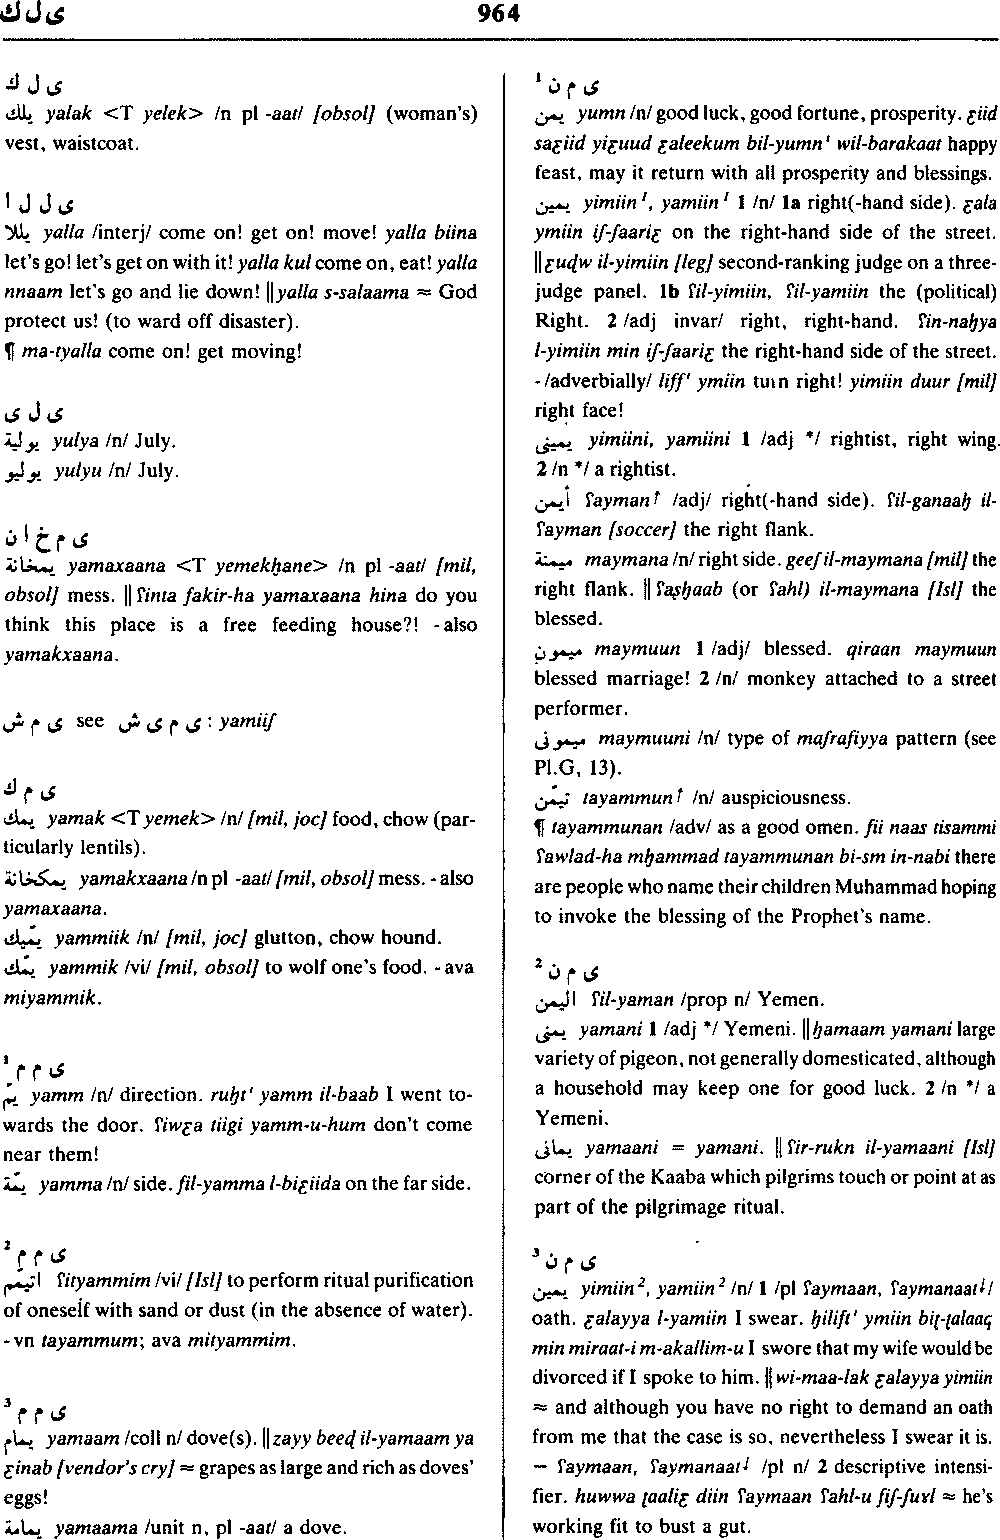 ى ل ك
964
ى ل ك
يلك yalak <T yelek> /n pl -aat/ [obsol] (woman's)
vest, waistcoat.
ى ل ل ا
يللا yalla /interj/ come on! get on! move! yalla biina
let's go! let's get on with it! yalla kul come on, eat! yalla
nnaam let's go and lie down! ||yalla s-salaama ≈ God
protect us! (to ward off disaster).
¶ ma-tyalla come on! get moving!
ى ل ى
يولية yulya /n/ July.
يوليو yulyu /n/ July.
ى م خ ا ن
يمخانة yamaxaana <T yemekhane> /n pl -aat/ [mil,
obsol] mess. || ʕinta fakir-ha yamaxaana hina do you
think this place is a free feeding house?! -also
yamakxaana.
ى م ش see ى م ى ش : yamiiʃ
ى م ك
يمك yamak <T yemek> /n/ [mil, joc] food, chow (par-
ticularly lentils).
يمكخانة yamakxaana /n pl -aat/ [mil, obsol] mess. -also
yamaxaana.
يمّيك yammiik /n/ [mil, joc] glutton, chow hound.
يمّك yammik /vi/ [mil, obsol] to wolf one's food. -ava
miyammik.
ى م م ¹
يمّ yamm /n/ direction. ruḥt' yamm il-baab I went to-
wards the door. ʕiwɛa tiigi yamm-u-hum don't come
near them!
يمّة yamma /n/ side. fil-yamma l-biɛiida on the far side.
ى م م ²
اتيمّم ʕityammim /vi/ [Isl] to perform ritual purification
of oneself with sand or dust (in the absence of water).
-vn tayammum; ava mityammim.
ى م م ³
يمام yamaam /coll n/ dove(s). ||zayy beeḍ il-yamaam ya
ɛinab [vendor's cry] ≈ grapes as large and rich as doves'
eggs!
يمامة yamaama /unit n, pl -aat/ a dove.
ى م ن ¹
يمن yumn /n/ good luck, good fortune, prosperity. ɛiid
saɛiid yiɛuud ɛaleekum bil-yumn' wil-barakaat happy
feast, may it return with all prosperity and blessings.
يمين yimiin¹, yamiin¹ 1 /n/ 1a right(-hand side). ɛala
ymiin iʃ-ʃaariɛ on the right-hand side of the street.
||ɛuḍw il-yimiin [leg] second-ranking judge on a three-
judge panel. 1b ʕil-yimiin, ʕil-yamiin the (political)
Right. 2 /adj invar/ right, right-hand. ʕin-naḥya
l-yimiin min iʃ-ʃaariɛ the right-hand side of the street.
-/adverbially/ liff' ymiin turn right! yimiin duur [mil]
right face!
يمينى yimiini, yamiini 1 /adj */ rightist, right wing.
2 /n */ a rightist.
أيمن ʕayman↑ /adj/ right(-hand side). ʕil-ganaaḥ il-
ʕayman [soccer] the right flank.
ميمنة maymana /n/ right side. geeʃ il-maymana [mil] the
right flank. || ʕaṣḥaab (or ʕahl) il-maymana [Isl] the
blessed.
ميمون maymuun 1 /adj/ blessed. qiraan maymuun
blessed marriage! 2 /n/ monkey attached to a street
performer.
ميمونى maymuuni /n/ type of maʃrafiyya pattern (see
Pl.G, 13).
تيمّن tayammun↑ /n/ auspiciousness.
¶ tayammunan /adv/ as a good omen. fii naas tisammi
ʕawlad-ha mḥammad tayammunan bi-sm in-nabi there
are people who name their children Muhammad hoping
to invoke the blessing of the Prophet's name.
ى م ن ²
اليمن ʕil-yaman /prop n/ Yemen.
يمنى yamani 1 /adj */ Yemeni. ||ḥamaam yamani large
variety of pigeon, not generally domesticated, although
a household may keep one for good luck. 2 /n */ a
Yemeni.
يمانى yamaani = yamani. || ʕir-rukn il-yamaani [Isl]
corner of the Kaaba which pilgrims touch or point at as
part of the pilgrimage ritual.
ى م ن ³
يمين yimiin², yamiin² /n/ 1 /pl ʕaymaan, ʕaymanaat↓/
oath. ɛalayya l-yamiin I swear. ḥilift' ymiin biṭ-ṭalaaq
min miraat-i m-akallim-u I swore that my wife would be
divorced if I spoke to him. ||wi-maa-lak ɛalayya yimiin
≈ and although you have no right to demand an oath
from me that the case is so, nevertheless I swear it is.
— ʕaymaan, ʕaymanaat↓ /pl n/ 2 descriptive intensi-
fier. huwwa ṭaaliɛ diin ʕaymaan ʕahl-u fiʃ-ʃuɣl ≈ he's
working fit to bust a gut.